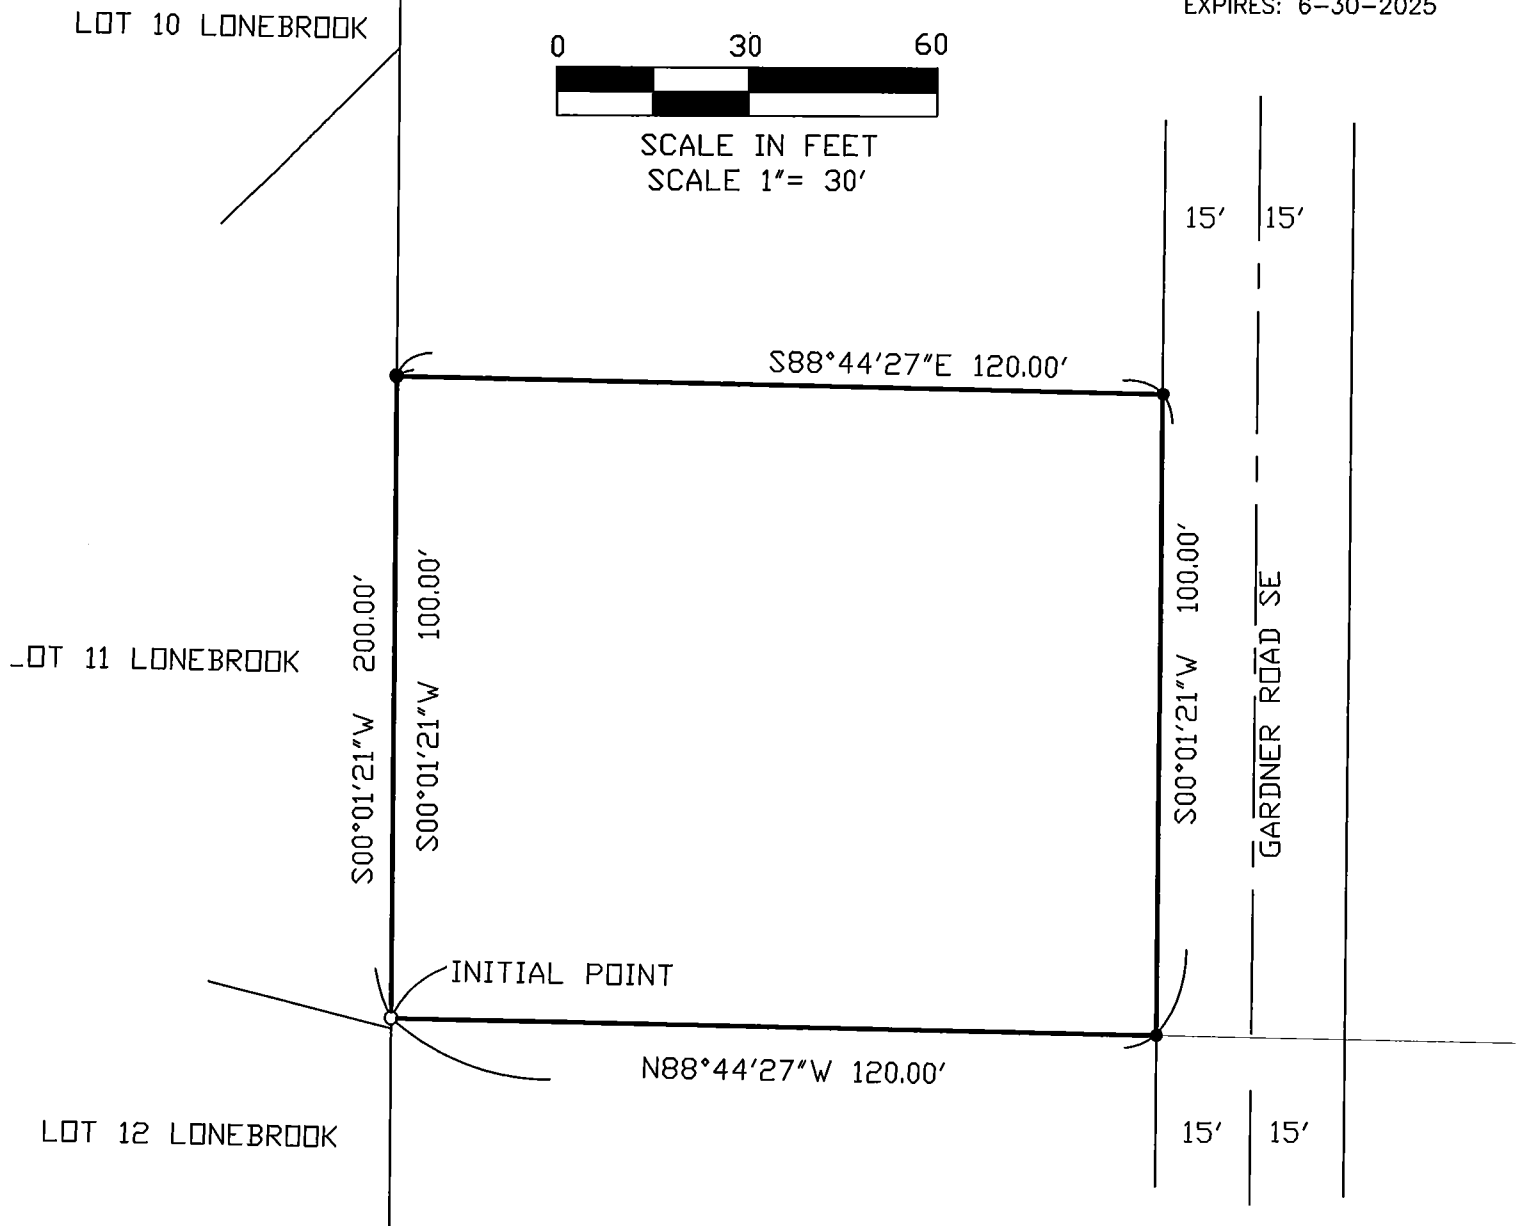 EXPIRES: 6-30-2025
LOT 10 LONEBROOK
0 30 60
SCALE IN FEET
SCALE 1"= 30'
15' 15'
S88°44'27"E 120.00'
S00°01'21"W 200.00'
S00°01'21"W 100.00'
S00°01'21"W 100.00'
GARDNER ROAD SE
LOT 11 LONEBROOK
INITIAL POINT
N88°44'27"W 120.00'
LOT 12 LONEBROOK
15' 15'